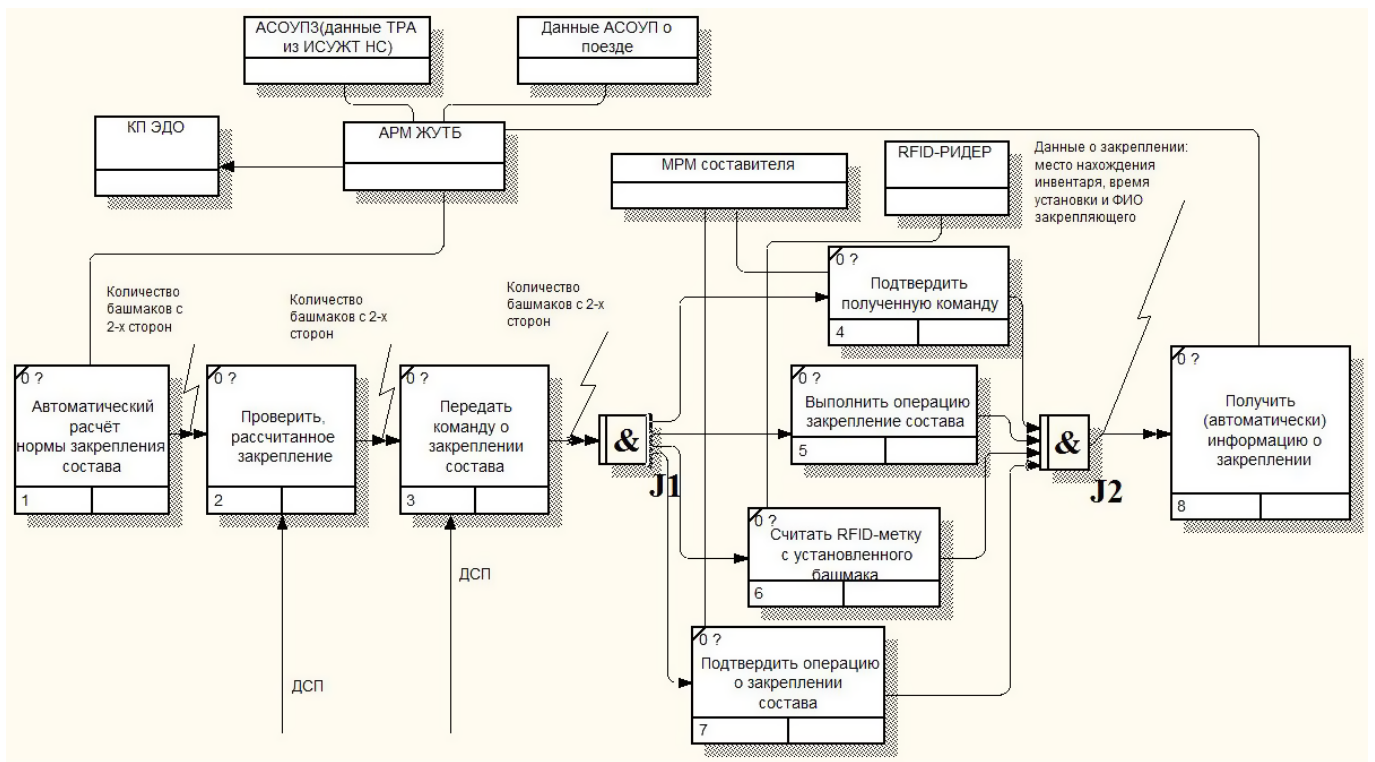 АСОУП3(данные ТРА
из ИСУЖТ НС)
Данные АСОУП о
поезде
КП ЭДО
АРМ ЖУТБ
МРМ составителя
RFID-РИДЕР
Данные о закреплении:
место нахождения
инвентаря, время
установки и ФИО
закрепляющего
Количество
башмаков с
2-х сторон
Количество
башмаков с 2-х
сторон
Количество
башмаков с 2-х
сторон
0 ?
Автоматический
расчёт
нормы закрепления
состава
1
0 ?
Проверить,
рассчитанное
закрепление
2
0 ?
Передать
команду о
закреплении
состава
3
&
J1
0 ?
Подтвердить
полученную команду
4
0 ?
Выполнить операцию
закрепление состава
5
0 ?
Считать RFID-метку
с установленного
башмака
6
0 ?
Подтвердить операцию
о закреплении
состава
7
&
J2
0 ?
Получить
(автоматически)
информацию о
закреплении
8
ДСП
ДСП